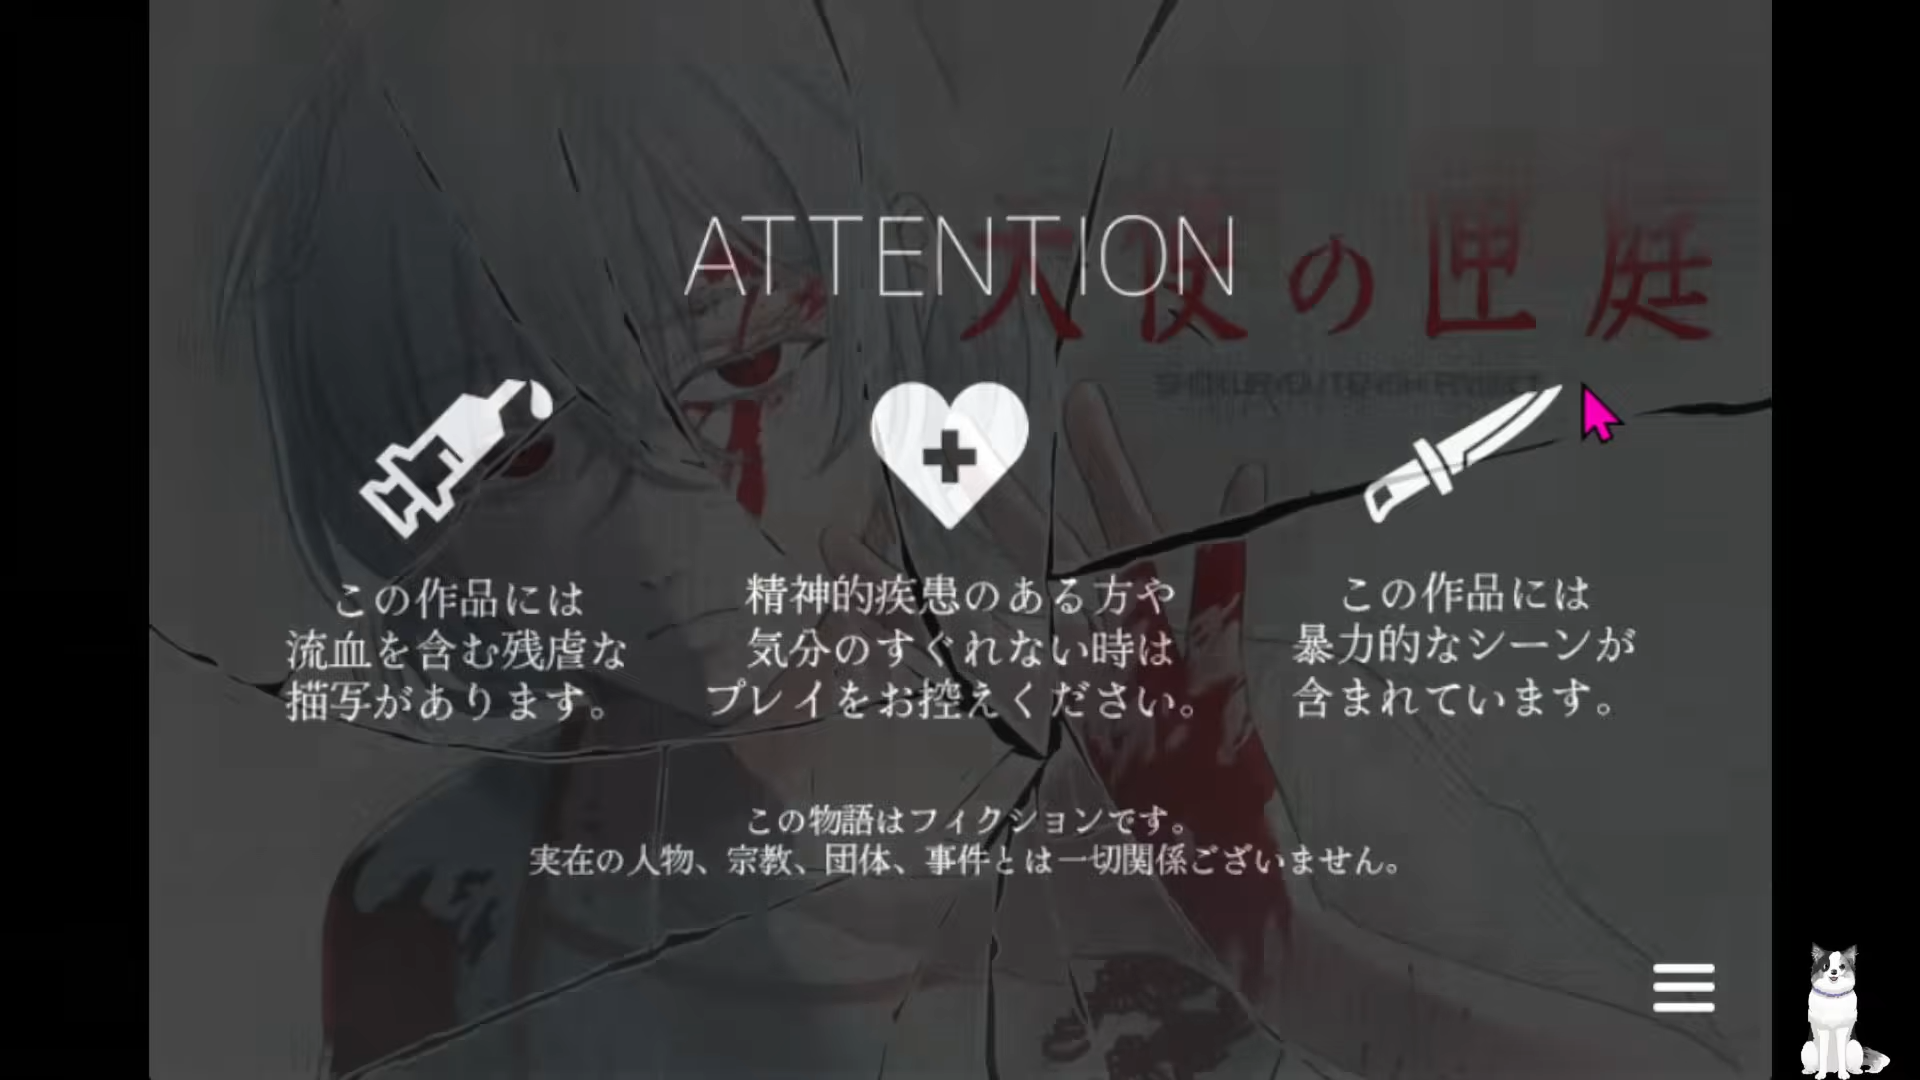 ATTENTION
天使の匣庭
この作品には
流血を含む残虐な
描写があります。
精神的疾患のある方や
気分のすぐれない時は
プレイをお控えください。
この作品には
暴力的なシーンが
含まれています。
この物語はフィクションです。
実在の人物、宗教、団体、事件とは一切関係ございません。